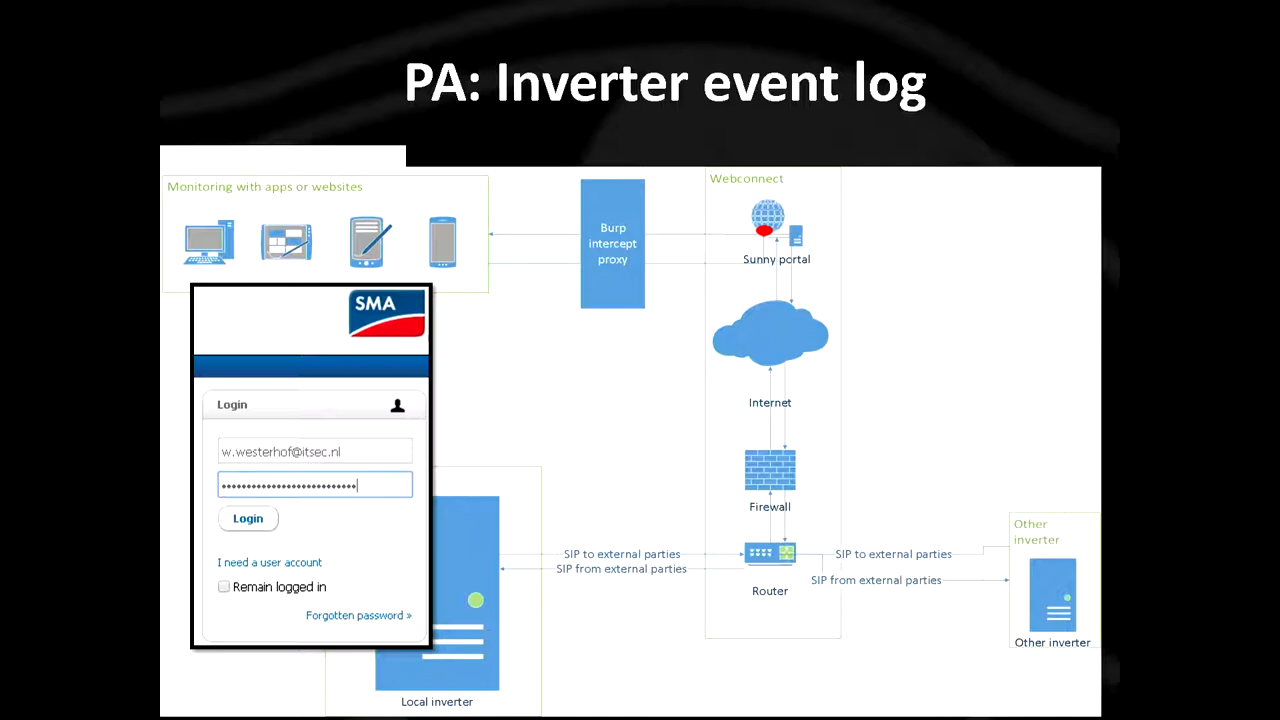 PA: Inverter event log
Monitoring with apps or websites
Webconnect
Burp
intercept
proxy
Sunny portal
SMA
Login
w.westerhof@itsec.nl
••••••••••••••••••••••••••••
Login
I need a user account
Remain logged in
Forgotten password »
Internet
Firewall
SIP to external parties
SIP from external parties
Router
SIP to external parties
SIP from external parties
Other
inverter
Other inverter
Local inverter